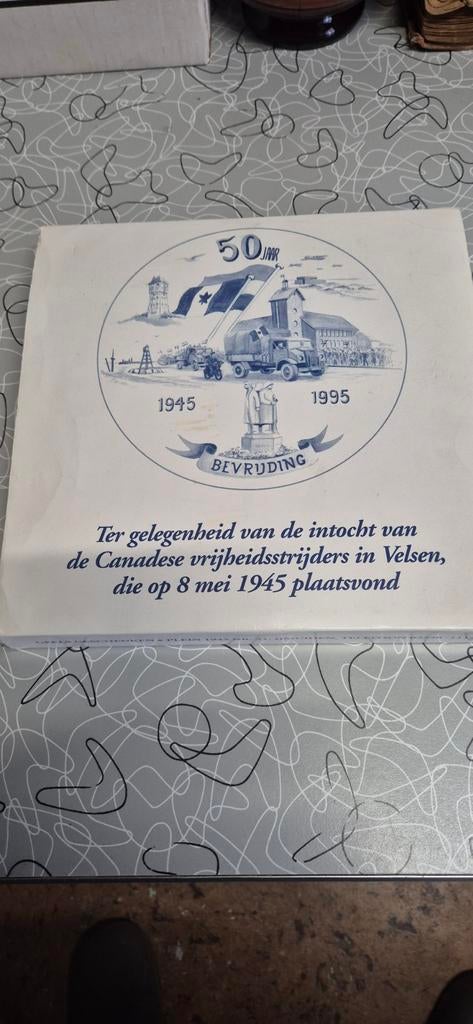 50 JAAR
1945 1995
BEVRIJDING
Ter gelegenheid van de intocht van
de Canadese vrijheidsstrijders in Velsen,
die op 8 mei 1945 plaatsvond